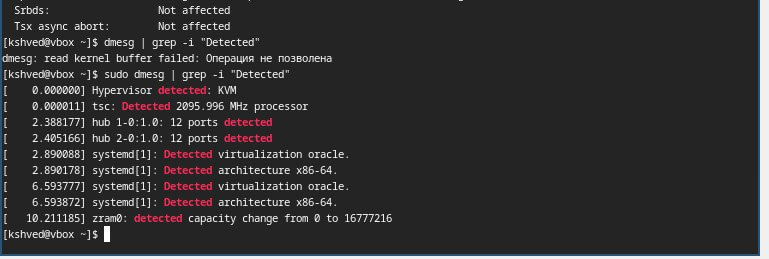 Srbds: Not affected
Tsx async abort: Not affected
[kshved@vbox ~]$ dmesg | grep -i "Detected"
dmesg: read kernel buffer failed: Операция не позволена
[kshved@vbox ~]$ sudo dmesg | grep -i "Detected"
[    0.000000] Hypervisor detected: KVM
[    0.000011] tsc: Detected 2095.996 MHz processor
[    2.388177] hub 1-0:1.0: 12 ports detected
[    2.405166] hub 2-0:1.0: 12 ports detected
[    2.890088] systemd[1]: Detected virtualization oracle.
[    2.890178] systemd[1]: Detected architecture x86-64.
[    6.593777] systemd[1]: Detected virtualization oracle.
[    6.593872] systemd[1]: Detected architecture x86-64.
[   10.211185] zram0: detected capacity change from 0 to 16777216
[kshved@vbox ~]$